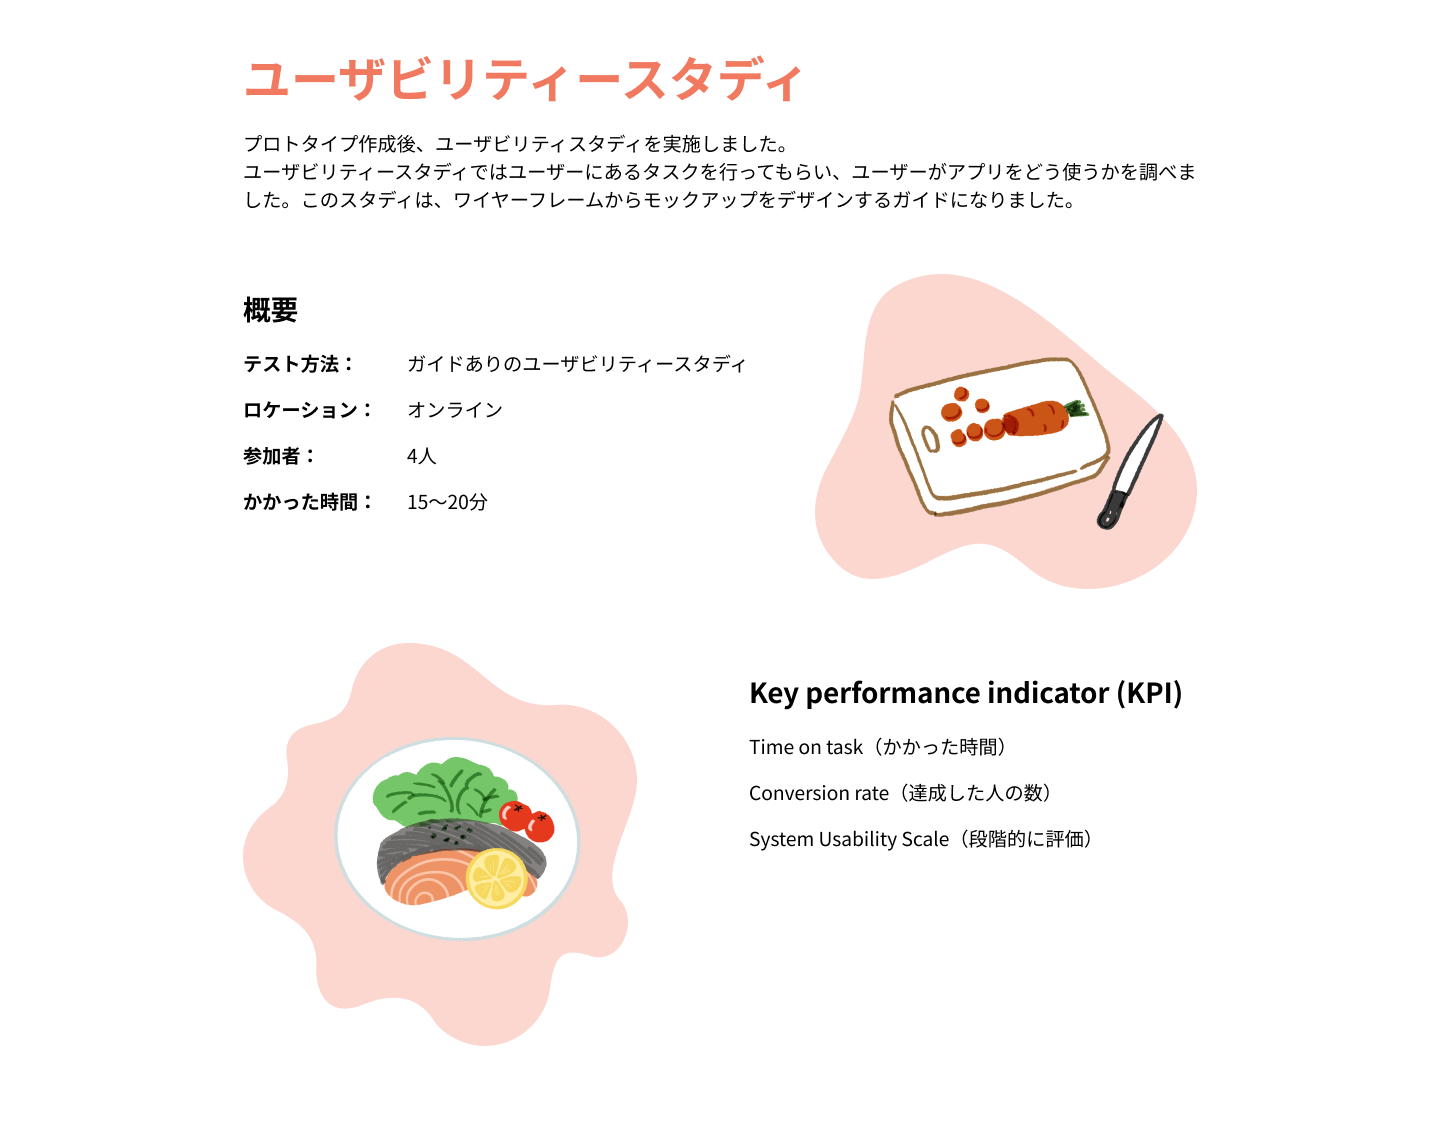 ユーザビリティースタディ
プロトタイプ作成後、ユーザビリティスタディを実施しました。
ユーザビリティースタディではユーザーにあるタスクを行ってもらい、ユーザーがアプリをどう使うかを調べま
した。このスタディは、ワイヤーフレームからモックアップをデザインするガイドになりました。
概要
テスト方法： ガイドありのユーザビリティースタディ
ロケーション： オンライン
参加者： 4人
かかった時間： 15〜20分
Key performance indicator (KPI)
Time on task（かかった時間）
Conversion rate（達成した人の数）
System Usability Scale（段階的に評価）